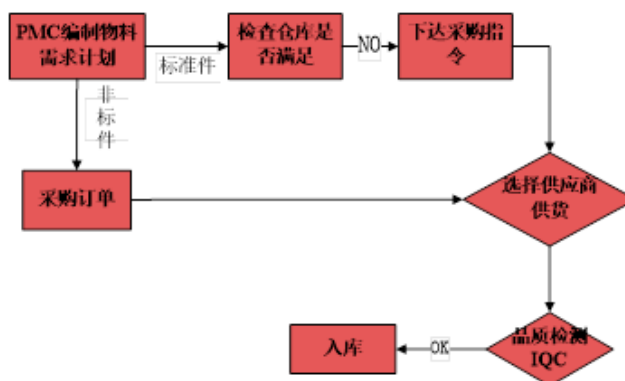 PMC编制物料
需求计划
标准件
检查仓库是
否满足
NO
下达采购指
令
非
标
件
采购订单
选择供应商
供货
品质检测
IQC
OK
入库